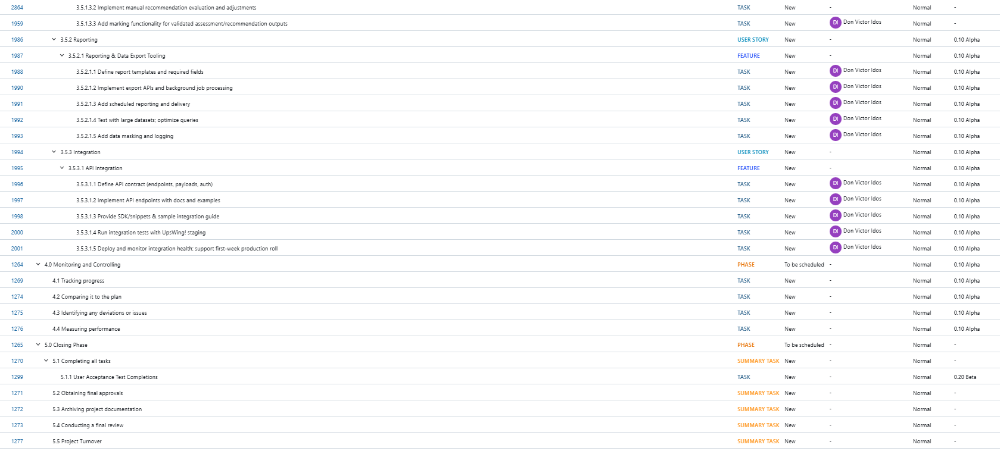 2864 3.5.1.3.2 Implement manual recommendation evaluation and adjustments TASK New - Normal -
1959 3.5.1.3.3 Add marking functionality for validated assessment/recommendation outputs TASK New DI Don Victor Idos Normal -
1986 3.5.2 Reporting USER STORY New - Normal 0.10 Alpha
1987 3.5.2.1 Reporting & Data Export Tooling FEATURE New - Normal 0.10 Alpha
1988 3.5.2.1.1 Define report templates and required fields TASK New DI Don Victor Idos Normal 0.10 Alpha
1990 3.5.2.1.2 Implement export APIs and background job processing TASK New DI Don Victor Idos Normal 0.10 Alpha
1991 3.5.2.1.3 Add scheduled reporting and delivery TASK New DI Don Victor Idos Normal 0.10 Alpha
1992 3.5.2.1.4 Test with large datasets; optimize queries TASK New DI Don Victor Idos Normal 0.10 Alpha
1993 3.5.2.1.5 Add data masking and logging TASK New DI Don Victor Idos Normal 0.10 Alpha
1994 3.5.3 Integration USER STORY New - Normal 0.10 Alpha
1995 3.5.3.1 API Integration FEATURE New - Normal 0.10 Alpha
1996 3.5.3.1.1 Define API contract (endpoints, payloads, auth) TASK New DI Don Victor Idos Normal 0.10 Alpha
1997 3.5.3.1.2 Implement API endpoints with docs and examples TASK New DI Don Victor Idos Normal 0.10 Alpha
1998 3.5.3.1.3 Provide SDK/snippets & sample integration guide TASK New DI Don Victor Idos Normal 0.10 Alpha
2000 3.5.3.1.4 Run integration tests with UpsWing! staging TASK New DI Don Victor Idos Normal 0.10 Alpha
2001 3.5.3.1.5 Deploy and monitor integration health; support first-week production roll TASK New DI Don Victor Idos Normal 0.10 Alpha
1264 4.0 Monitoring and Controlling PHASE To be scheduled - Normal 0.10 Alpha
1269 4.1 Tracking progress TASK New - Normal 0.10 Alpha
1274 4.2 Comparing it to the plan TASK New - Normal 0.10 Alpha
1275 4.3 Identifying any deviations or issues TASK New - Normal 0.10 Alpha
1276 4.4 Measuring performance TASK New - Normal 0.10 Alpha
1265 5.0 Closing Phase PHASE To be scheduled - Normal -
1270 5.1 Completing all tasks SUMMARY TASK New - Normal -
1299 5.1.1 User Acceptance Test Completions TASK New - Normal 0.20 Beta
1271 5.2 Obtaining final approvals SUMMARY TASK New - Normal -
1272 5.3 Archiving project documentation SUMMARY TASK New - Normal -
1273 5.4 Conducting a final review SUMMARY TASK New - Normal -
1277 5.5 Project Turnover SUMMARY TASK New - Normal -